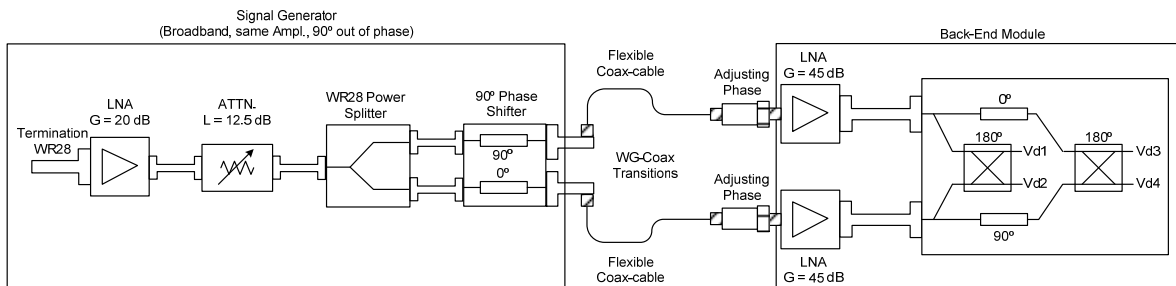 Signal Generator
(Broadband, same Ampl., 90º out of phase)
Termination
WR28
LNA
G = 20 dB
ATTN.
L = 12.5 dB
WR28 Power
Splitter
90º Phase
Shifter
90º
0º
Flexible
Coax-cable
WG-Coax
Transitions
Flexible
Coax-cable
Adjusting
Phase
Adjusting
Phase
Back-End Module
LNA
G = 45 dB
LNA
G = 45 dB
0º
180º
Vd1
Vd2
180º
Vd3
Vd4
90º